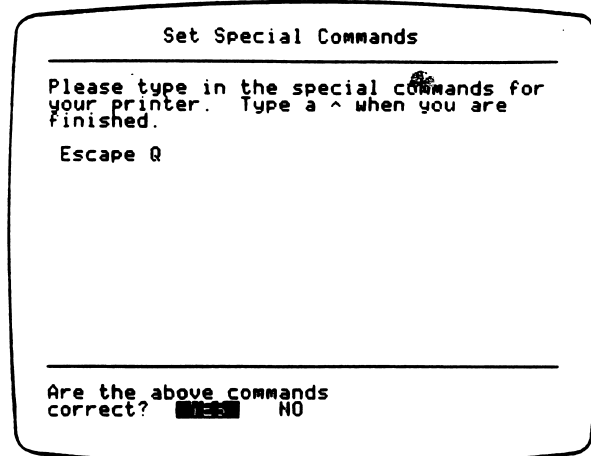 Set Special Commands
Please type in the special commands for
your printer.  Type a ^ when you are
finished.
Escape Q
Are the above commands
correct?  YES  NO